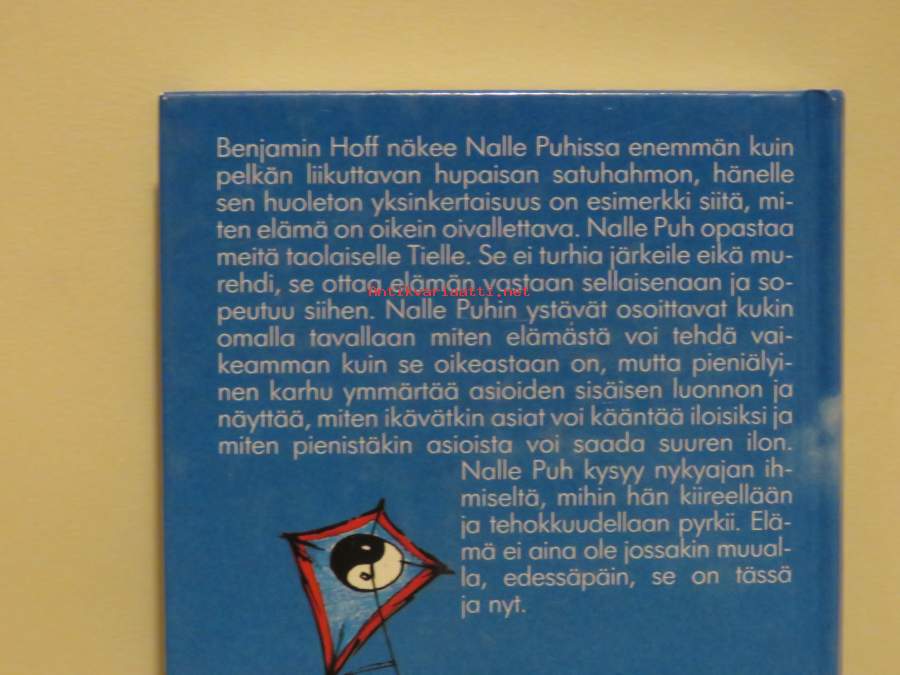 Benjamin Hoff näkee Nalle Puhissa enemmän kuin
pelkän liikuttavan hupaisan satuhahmon, hänelle
sen huoleton yksinkertaisuus on esimerkki siitä, mi-
ten elämä on oikein oivallettava. Nalle Puh opastaa
meitä taolaiselle Tielle. Se ei turhia järkeile eikä mu-
rehdi, se ottaa elämän vastaan sellaisenaan ja so-
Antikvariaatti.net
peutuu siihen. Nalle Puhin ystävät osoittavat kukin
omalla tavallaan miten elämästä voi tehdä vai-
keamman kuin se oikeastaan on, mutta pieniälyi-
nen karhu ymmärtää asioiden sisäisen luonnon ja
näyttää, miten ikävätkin asiat voi kääntää iloisiksi ja
miten pienistäkin asioista voi saada suuren ilon.
Nalle Puh kysyy nykyajan ih-
miseltä, mihin hän kiireellään
ja tehokkuudellaan pyrkii. Elä-
mä ei aina ole jossakin muual-
la, edessäpäin, se on tässä
ja nyt.